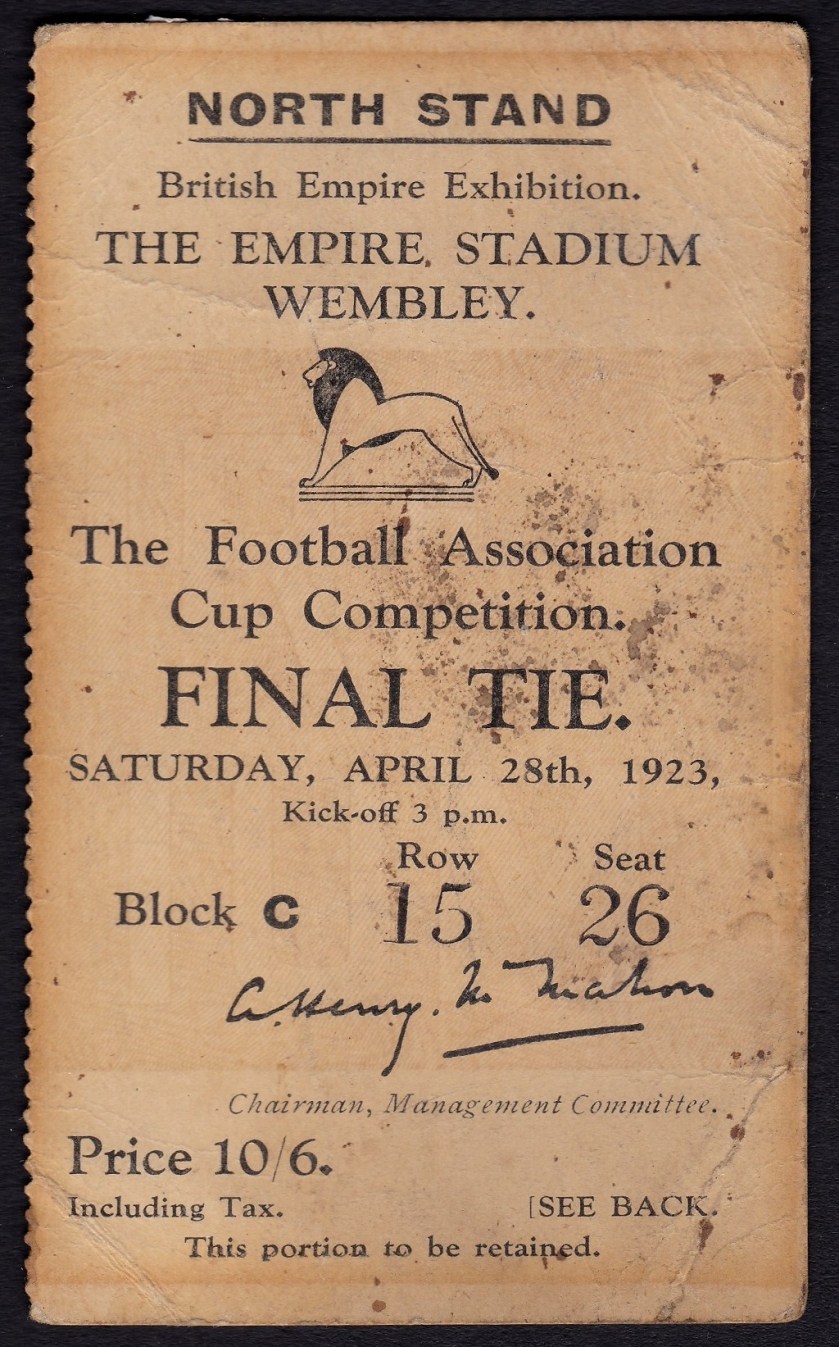 NORTH STAND
British Empire Exhibition.
THE EMPIRE STADIUM
WEMBLEY.
The Football Association
Cup Competition.
FINAL TIE.
SATURDAY, APRIL 28th, 1923,
Kick-off 3 p.m.
Row Seat
Block C 15 26
A. Henry. McMahon
Chairman, Management Committee.
Price 10/6.
Including Tax. [SEE BACK.
This portion to be retained.